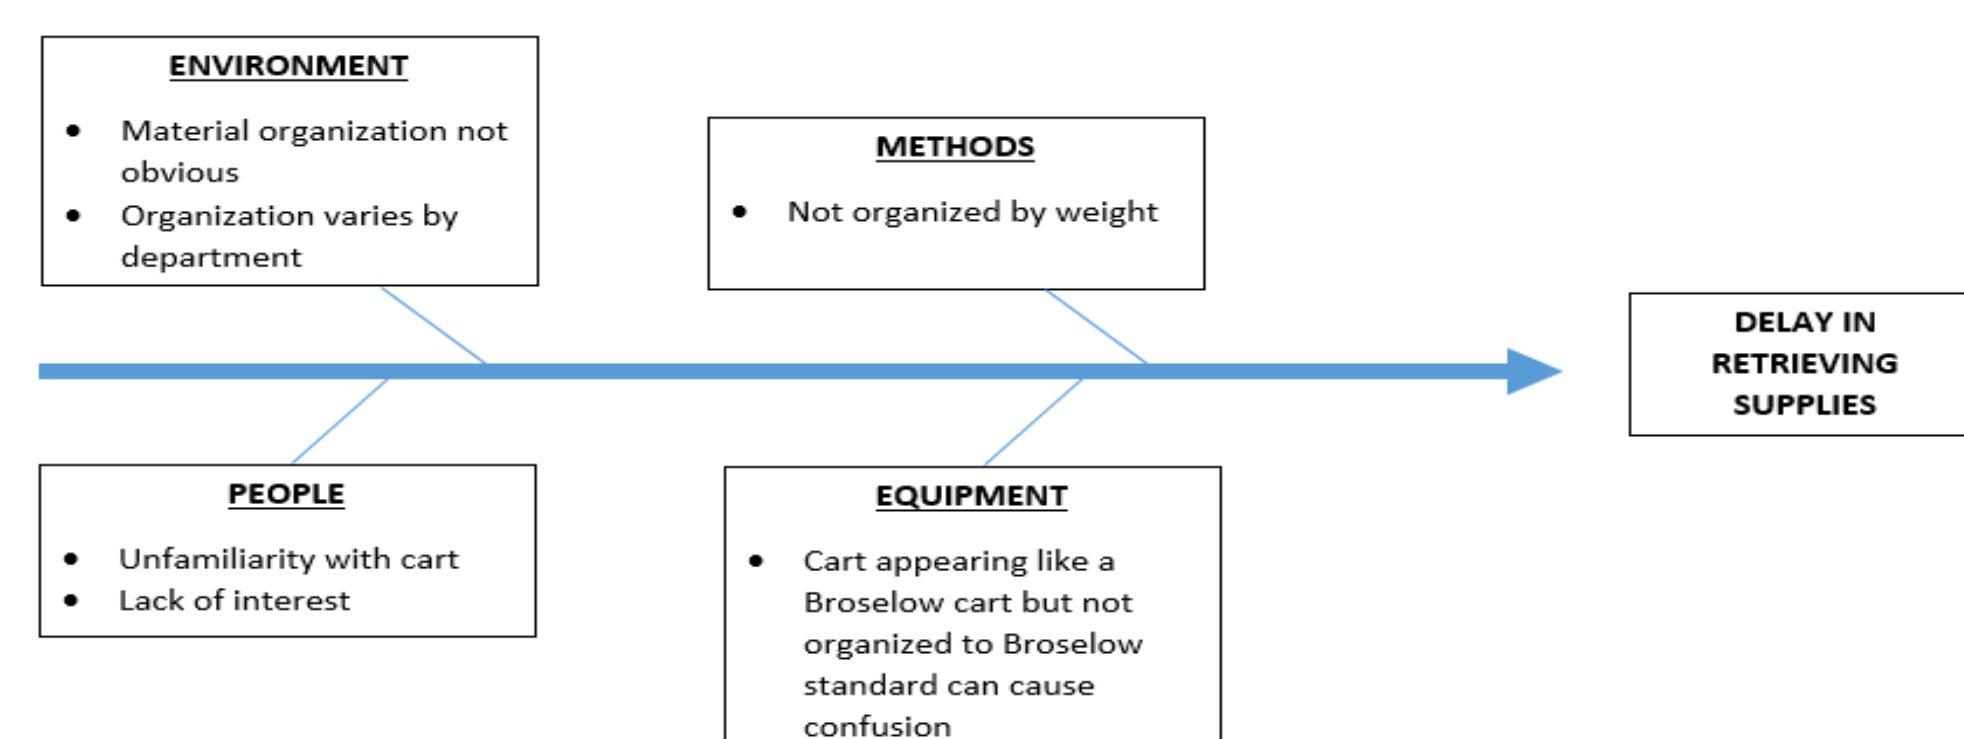 ENVIRONMENT
• Material organization not
obvious
• Organization varies by
department
METHODS
• Not organized by weight
DELAY IN
RETRIEVING
SUPPLIES
PEOPLE
• Unfamiliarity with cart
• Lack of interest
EQUIPMENT
• Cart appearing like a
Broselow cart but not
organized to Broselow
standard can cause
confusion